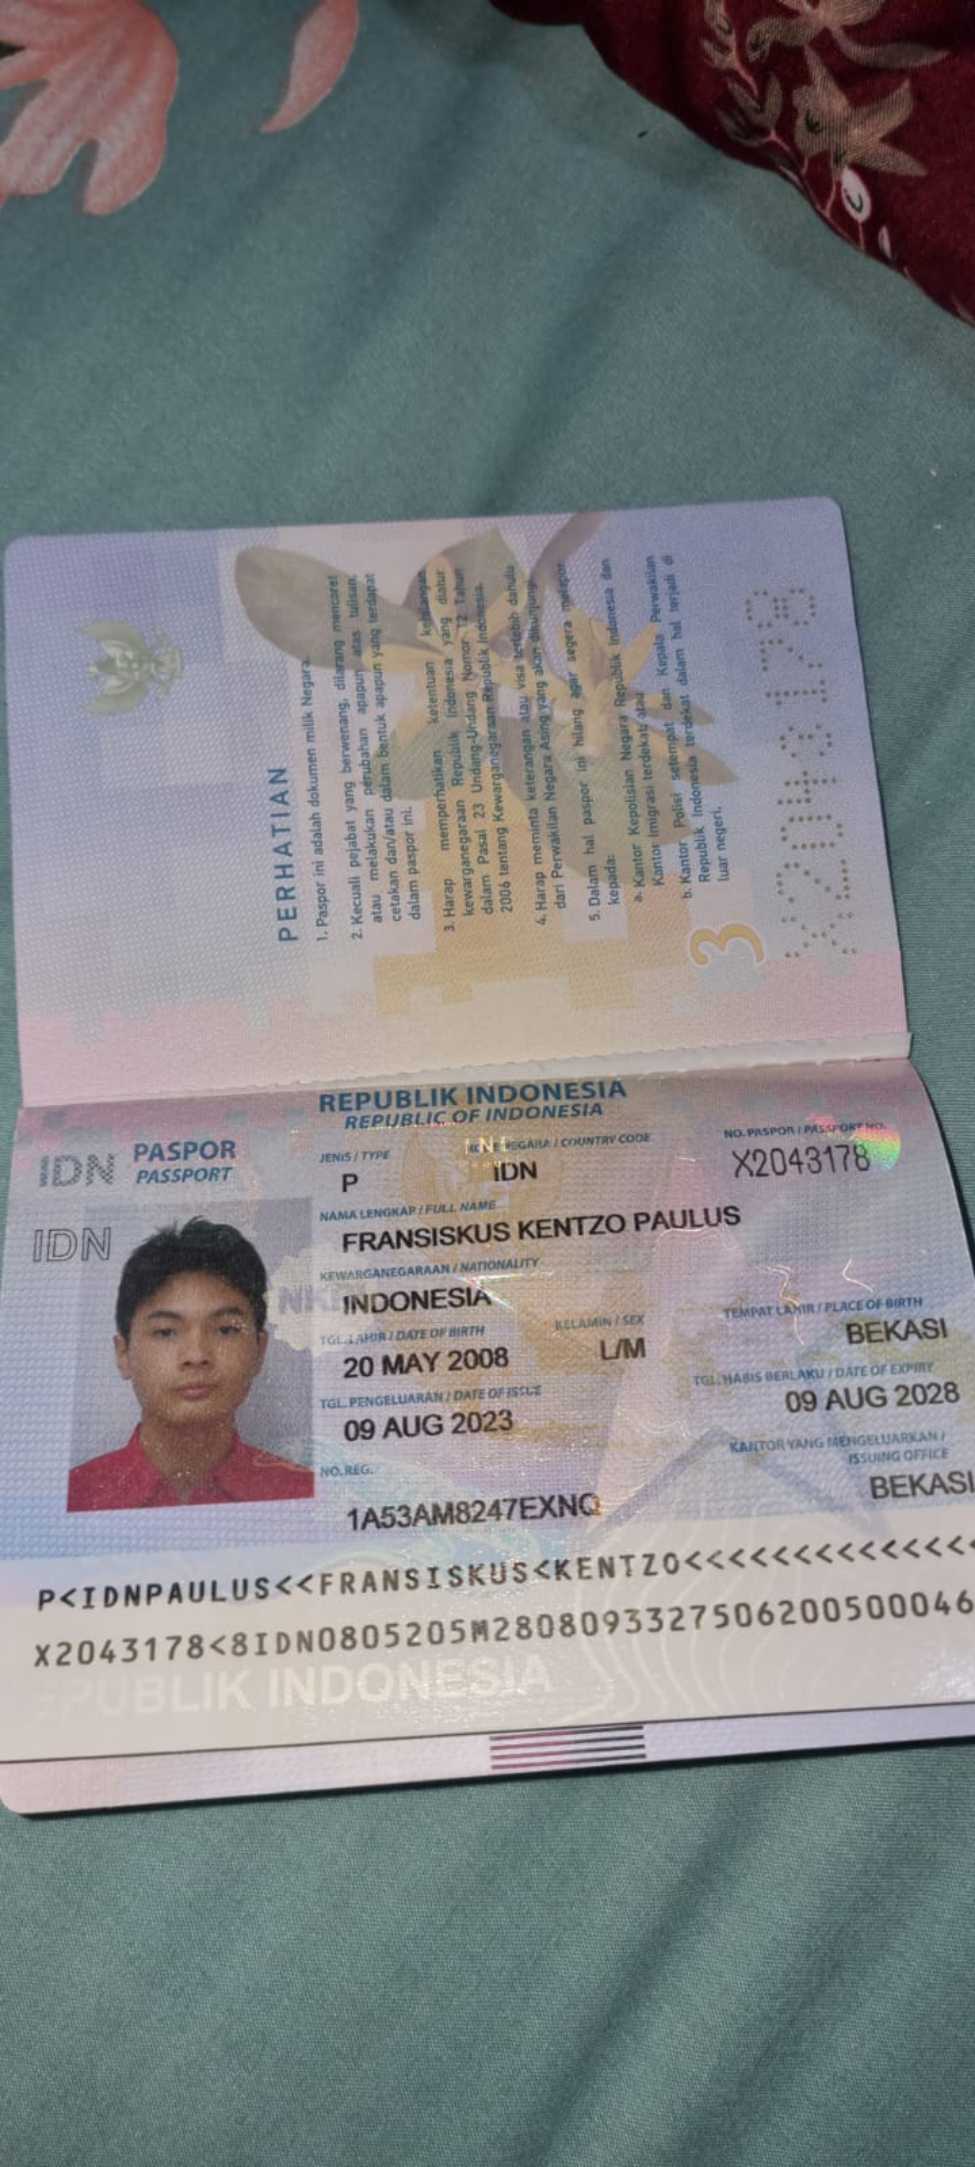 PERHATIAN
1. Paspor ini adalah dokumen milik Negara.
2. Kecuali pejabat yang berwenang, dilarang mencoret
atau melakukan perubahan apapun atas tulisan,
cetakan dan/atau dalam bentuk apapun yang terdapat
dalam paspor ini.
3. Harap memperhatikan ketentuan kehilangan
kewarganegaraan Republik Indonesia yang diatur
dalam Pasal 23 Undang-Undang Nomor 12 Tahun
2006 tentang Kewarganegaraan Republik Indonesia.
4. Harap meminta keterangan atau visa terlebih dahulu
dari Perwakilan Negara Asing yang akan dikunjungi.
5. Dalam hal paspor ini hilang agar segera melapor
kepada:
a. Kantor Kepolisian Negara Republik Indonesia dan
Kantor Imigrasi terdekat; atau
b. Kantor Polisi setempat dan Kepala Perwakilan
Republik Indonesia terdekat dalam hal terjadi di
luar negeri.
3
X2043178
REPUBLIK INDONESIA
REPUBLIC OF INDONESIA
IDN PASPOR
PASSPORT
JENIS / TYPE
NEGARA / COUNTRY CODE
NO. PASPOR / PASSPORT NO.
P IDN X2043178
IDN
NAMA LENGKAP / FULL NAME
FRANSISKUS KENTZO PAULUS
KEWARGANEGARAAN / NATIONALITY
INDONESIA
TGL. LAHIR / DATE OF BIRTH
KELAMIN / SEX
TEMPAT LAHIR / PLACE OF BIRTH
20 MAY 2008 L/M BEKASI
TGL. PENGELUARAN / DATE OF ISSUE
TGL. HABIS BERLAKU / DATE OF EXPIRY
09 AUG 2023 09 AUG 2028
NO. REG.
KANTOR YANG MENGELUARKAN /
ISSUING OFFICE
1A53AM8247EXNQ BEKASI
P<IDNPAULUS<<FRANSISKUS<KENTZO<<<<<<<<<<<<<<
X2043178<8IDN0805205M2808093327506200500046
REPUBLIK INDONESIA